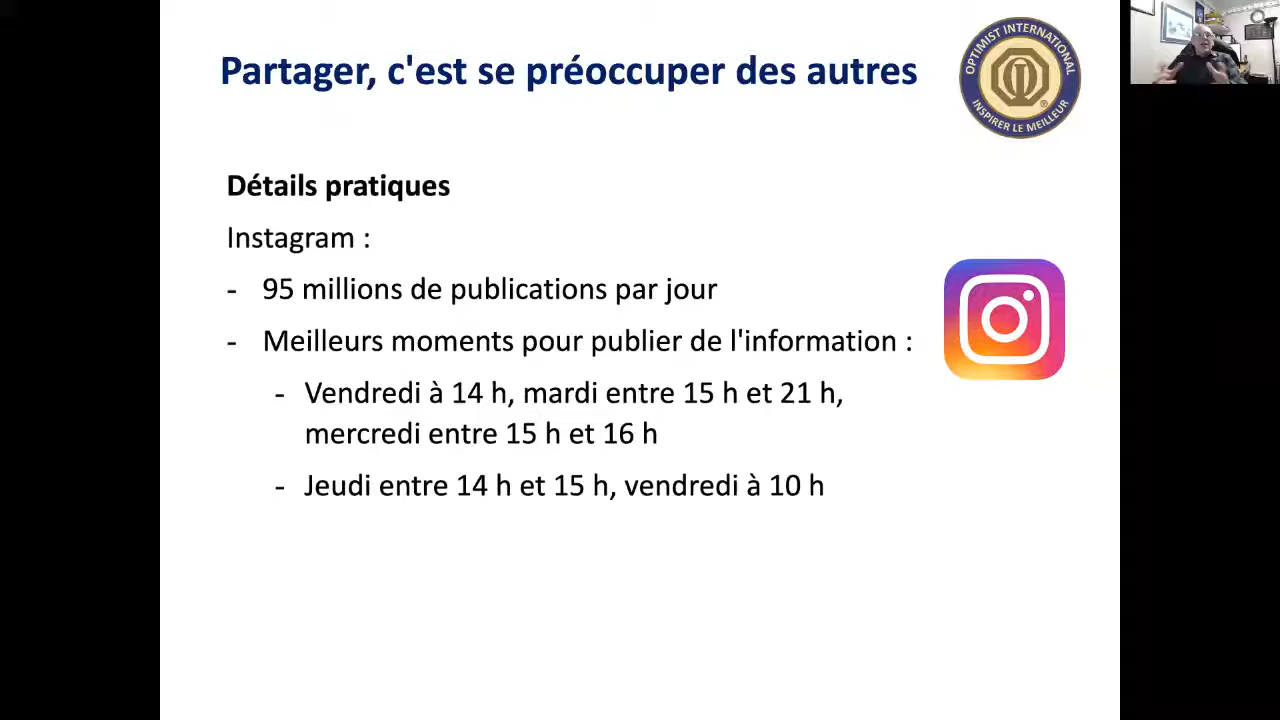 Partager, c'est se préoccuper des autres
OPTIMIST INTERNATIONAL
INSPIRER LE MEILLEUR
®
Détails pratiques
Instagram :
- 95 millions de publications par jour
- Meilleurs moments pour publier de l'information :
- Vendredi à 14 h, mardi entre 15 h et 21 h,
mercredi entre 15 h et 16 h
- Jeudi entre 14 h et 15 h, vendredi à 10 h